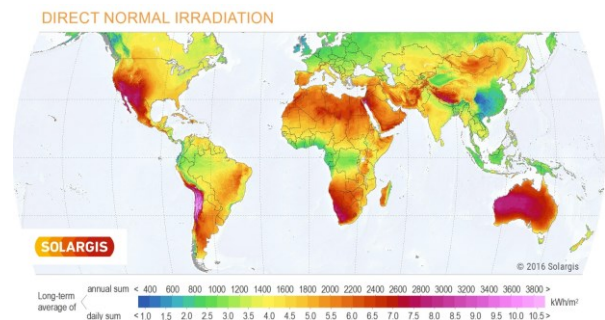 DIRECT NORMAL IRRADIATION
SOLARGIS
© 2016 Solargis
annual sum < 400 600 800 1000 1200 1400 1600 1800 2000 2200 2400 2600 2800 3000 3200 3400 3600 3800 >
Long-term average of
kWh/m²
daily sum < 1.0 1.5 2.0 2.5 3.0 3.5 4.0 4.5 5.0 5.5 6.0 6.5 7.0 7.5 8.0 8.5 9.0 9.5 10.0 10.5 >